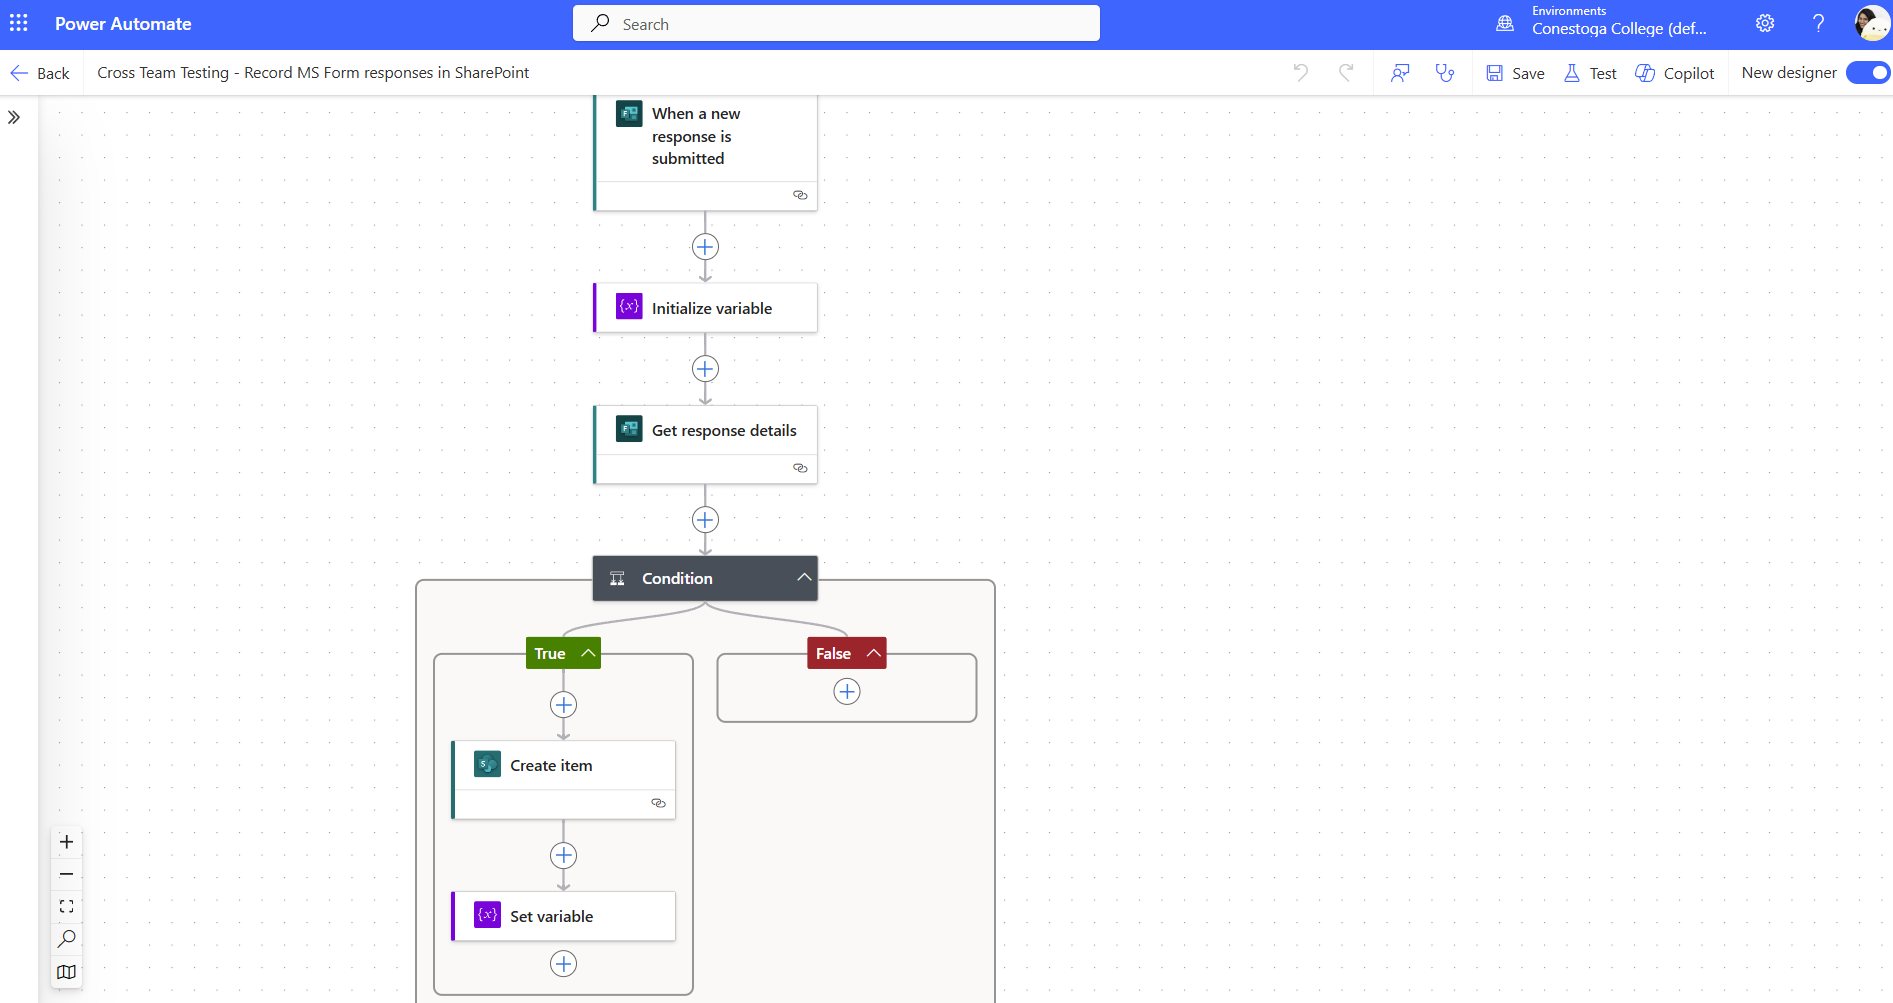 Power Automate
Search
Environments
Conestoga College (def...
Back
Cross Team Testing - Record MS Form responses in SharePoint
Save
Test
Copilot
New designer
When a new
response is
submitted
{x} Initialize variable
Get response details
Condition
True
False
Create item
{x} Set variable